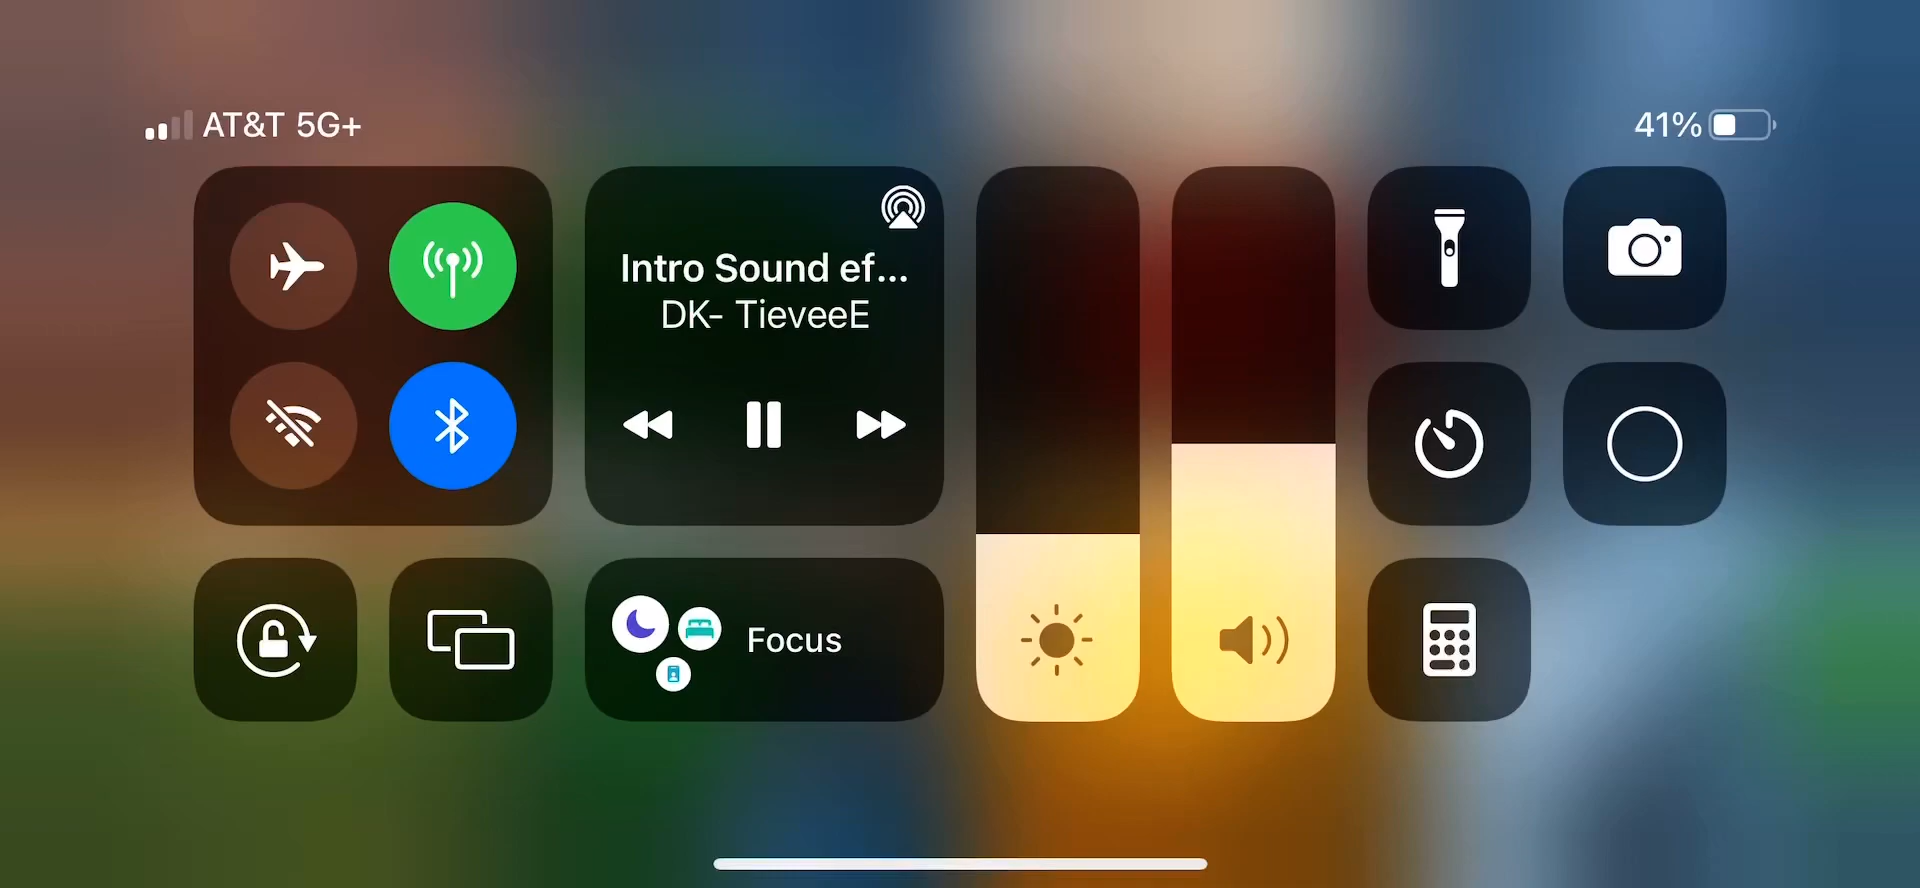 AT&T 5G+
41%
Intro Sound ef...
DK- TieveeE
Focus